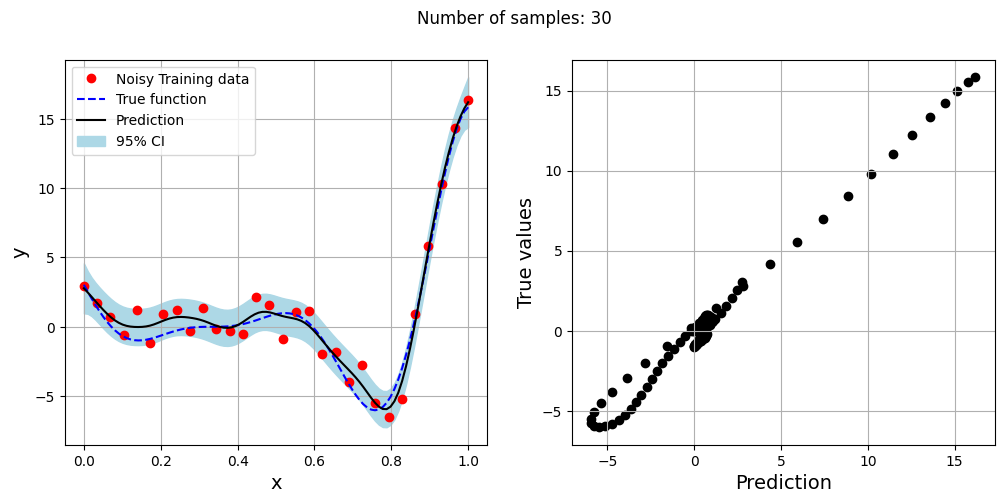 Number of samples: 30
Noisy Training data
True function
Prediction
95% CI
y
15
10
5
0
−5
0.0 0.2 0.4 0.6 0.8 1.0
x
True values
15
10
5
0
−5
−5 0 5 10 15
Prediction